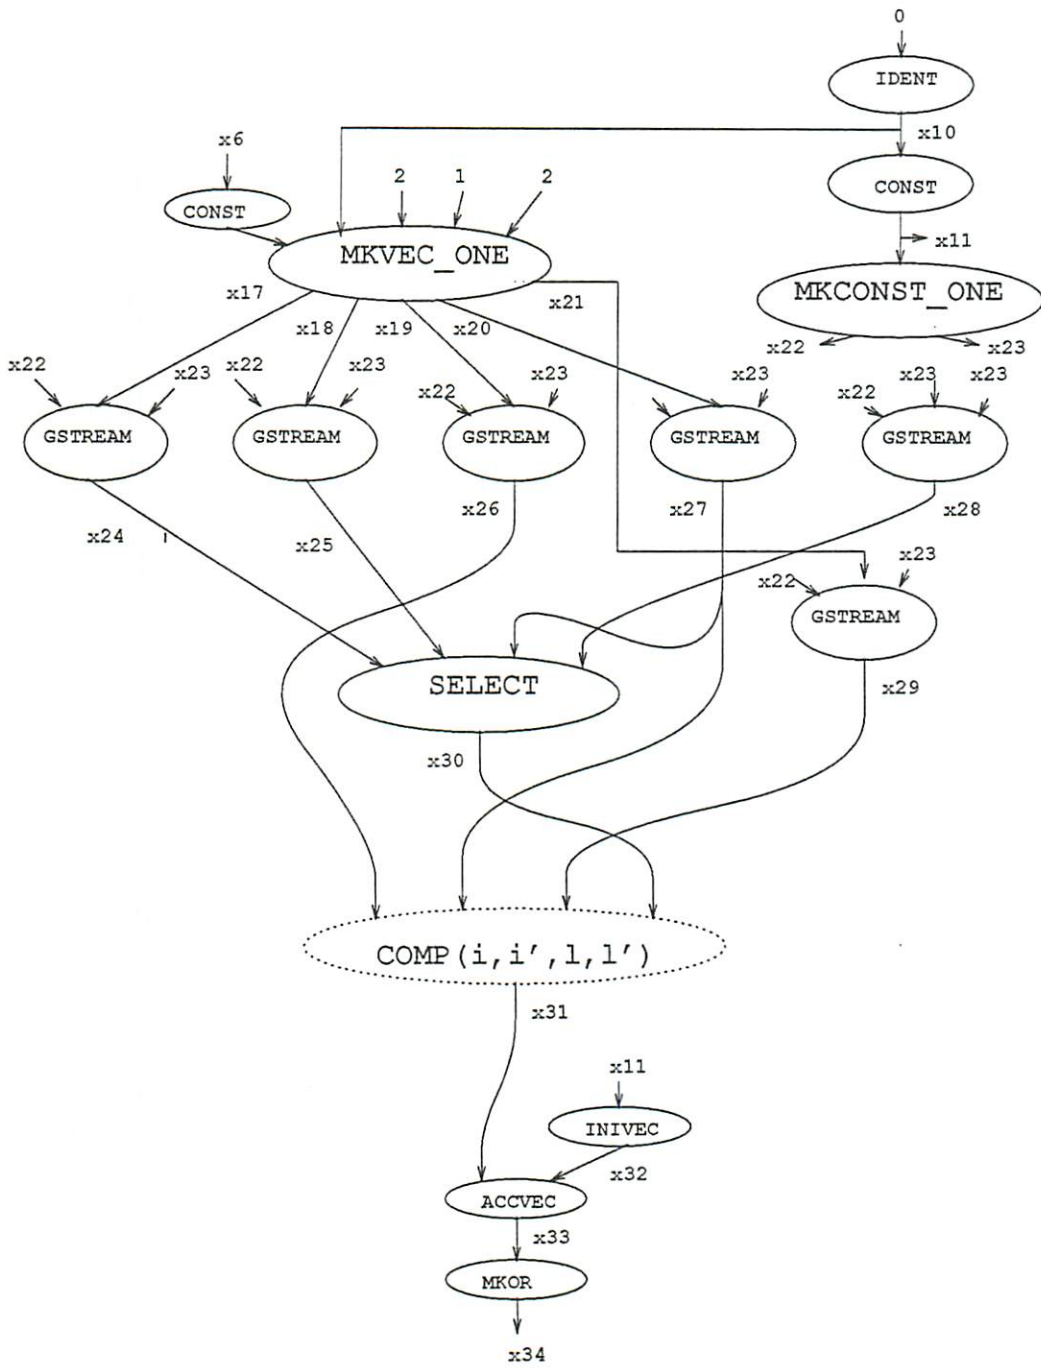 0
IDENT
x10
x6
2 1 2
CONST
CONST
x11
MKVEC_ONE
MKCONST_ONE
x17 x18 x19 x20 x21
x22 x23
x22 x23 x22 x23 x22 x23 x23 x22 x23 x23
GSTREAM GSTREAM GSTREAM GSTREAM GSTREAM
x24 x25 x26 x27 x28
x22 x23
GSTREAM
SELECT
x29
x30
COMP(i,i',l,l')
x31
x11
INIVEC
x32
ACCVEC
x33
MKOR
x34